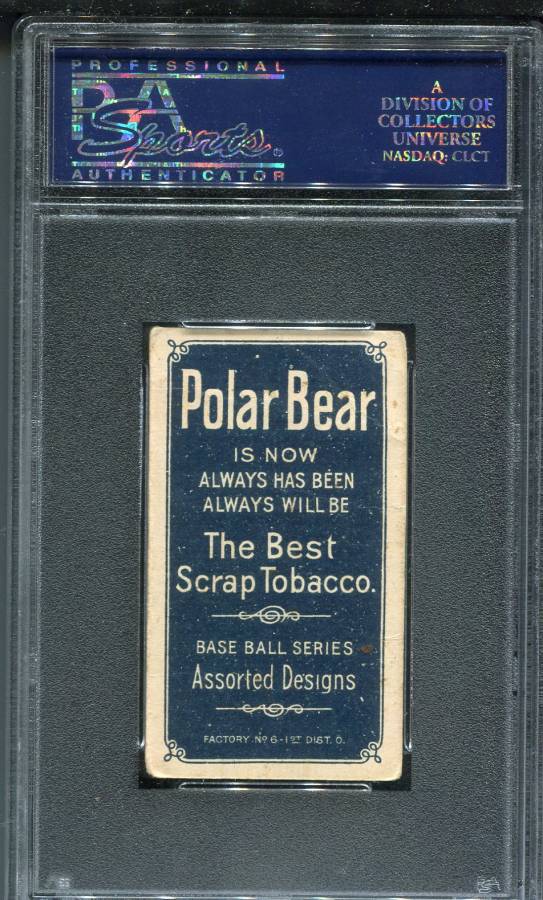 PROFESSIONAL
PSA
Sports
AUTHENTICATOR
A
DIVISION OF
COLLECTORS
UNIVERSE
NASDAQ: CLCT
Polar Bear
IS NOW
ALWAYS HAS BEEN
ALWAYS WILL BE
The Best
Scrap Tobacco.
BASE BALL SERIES
Assorted Designs
FACTORY Nº 6-1ST DIST. O.